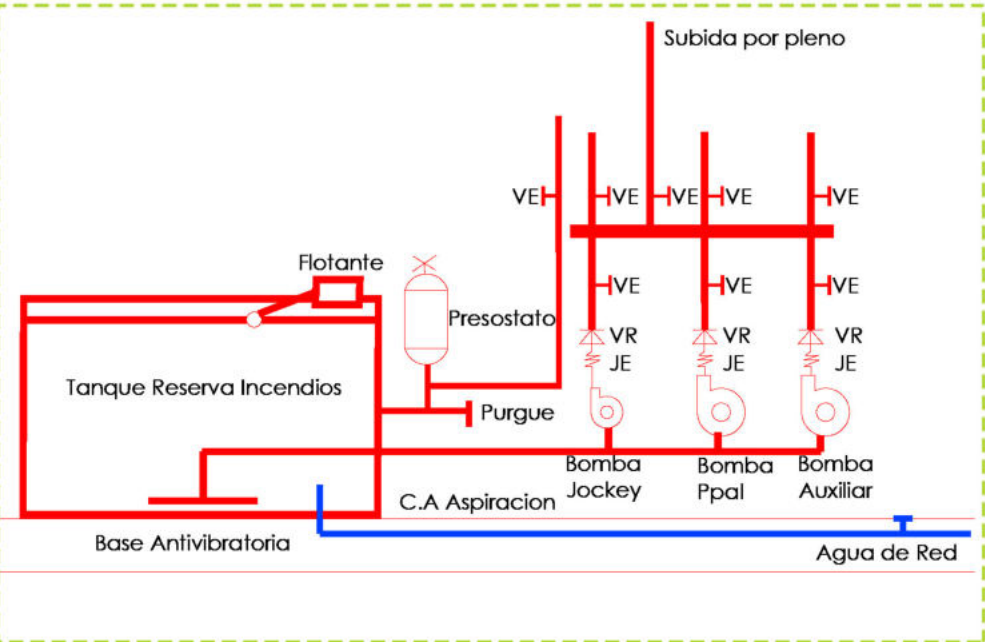 Subida por pleno
VE VE VE VE VE
Flotante
VE VE VE
Presostato
VR VR VR
JE JE JE
Tanque Reserva Incendios
Purgue
Bomba Jockey
Bomba Ppal
Bomba Auxiliar
C.A Aspiracion
Base Antivibratoria
Agua de Red